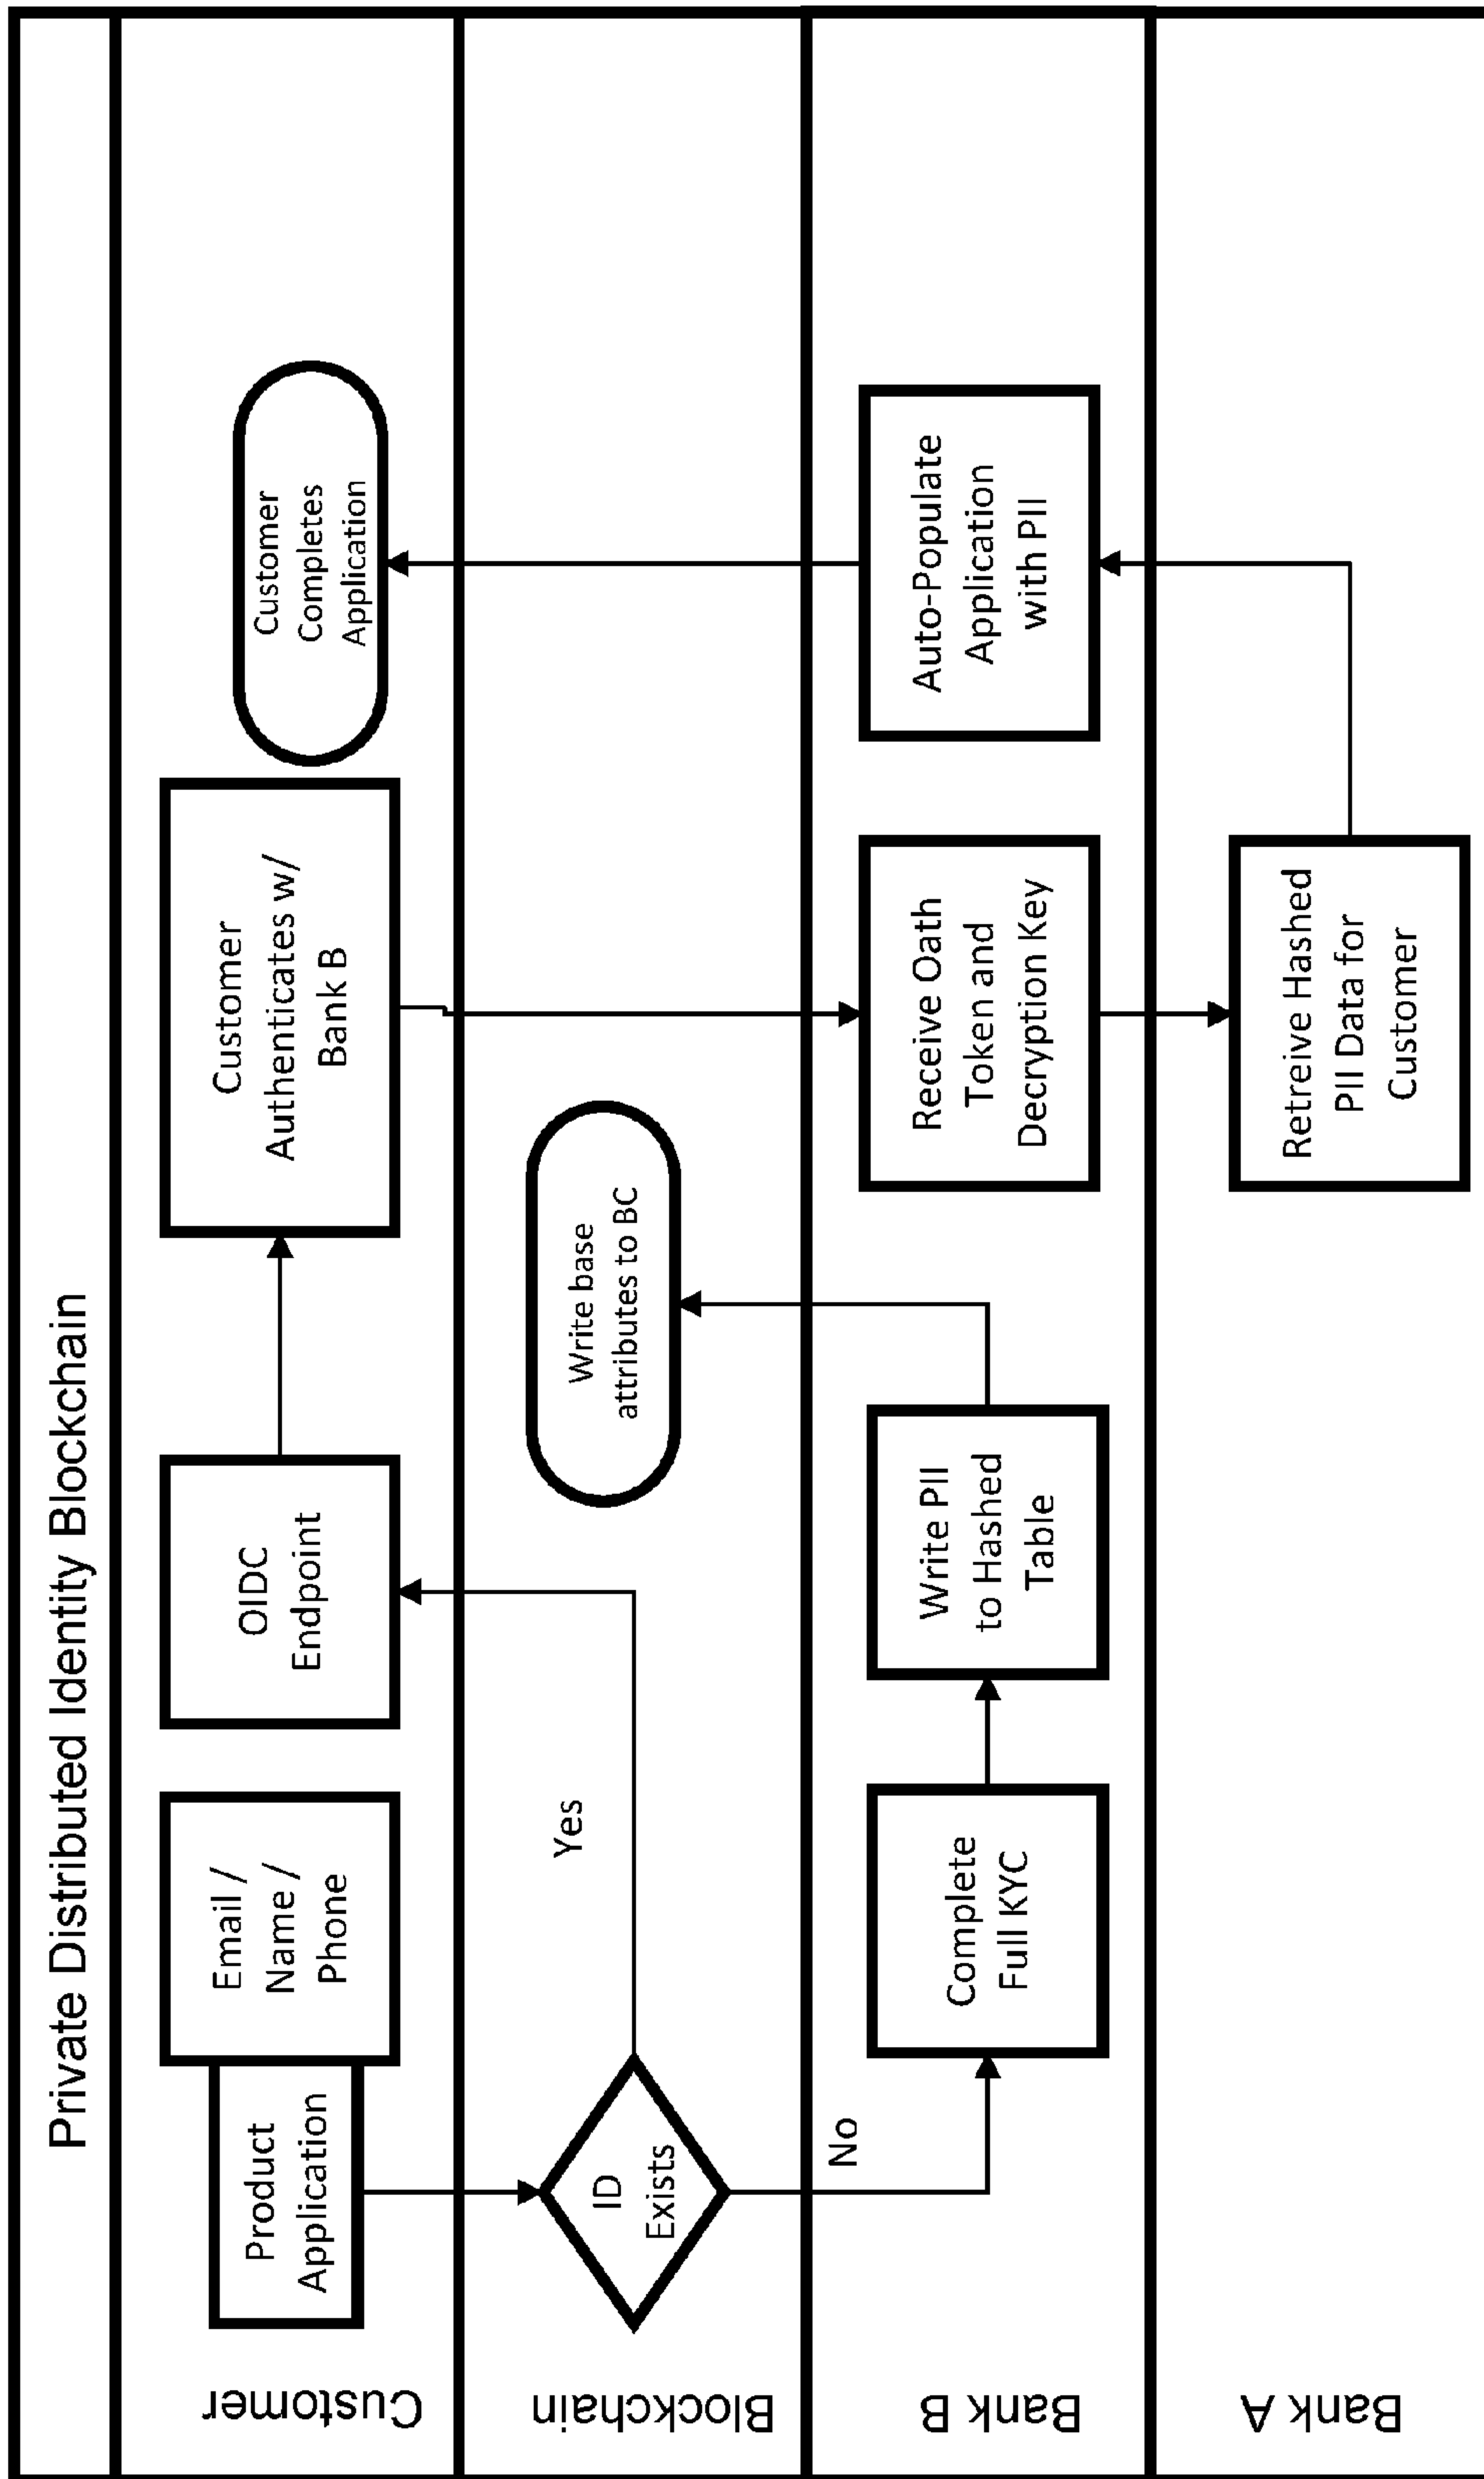 Private Distributed Identity Blockchain
Customer
Product
Application
Email /
Name /
Phone
OIDC
Endpoint
Customer
Authenticates w/
Bank B
Customer
Completes
Application
Blockchain
ID
Exists
Yes
No
Write base
attributes to BC
Bank B
Complete
Full KYC
Write PII
to Hashed
Table
Receive Oath
Token and
Decryption Key
Auto-Populate
Application
with PII
Bank A
Retreive Hashed
PII Data for
Customer